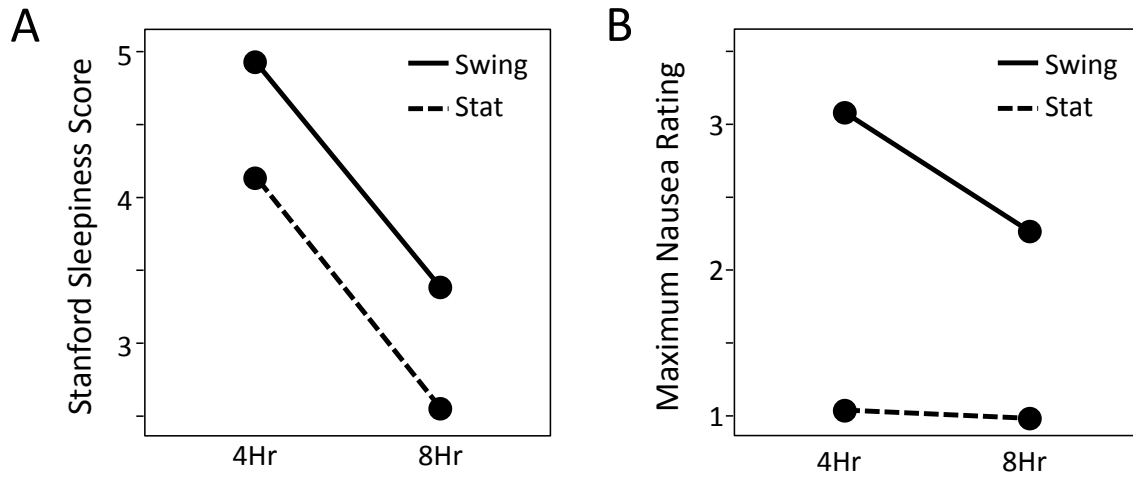 A
Stanford Sleepiness Score
5
4
3
Swing
Stat
4Hr
8Hr
B
Maximum Nausea Rating
3
2
1
Swing
Stat
4Hr
8Hr